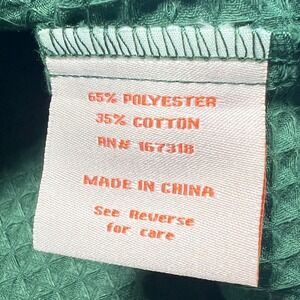 65% POLYESTER
35% COTTON
RN# 167318
MADE IN CHINA
See Reverse
for care